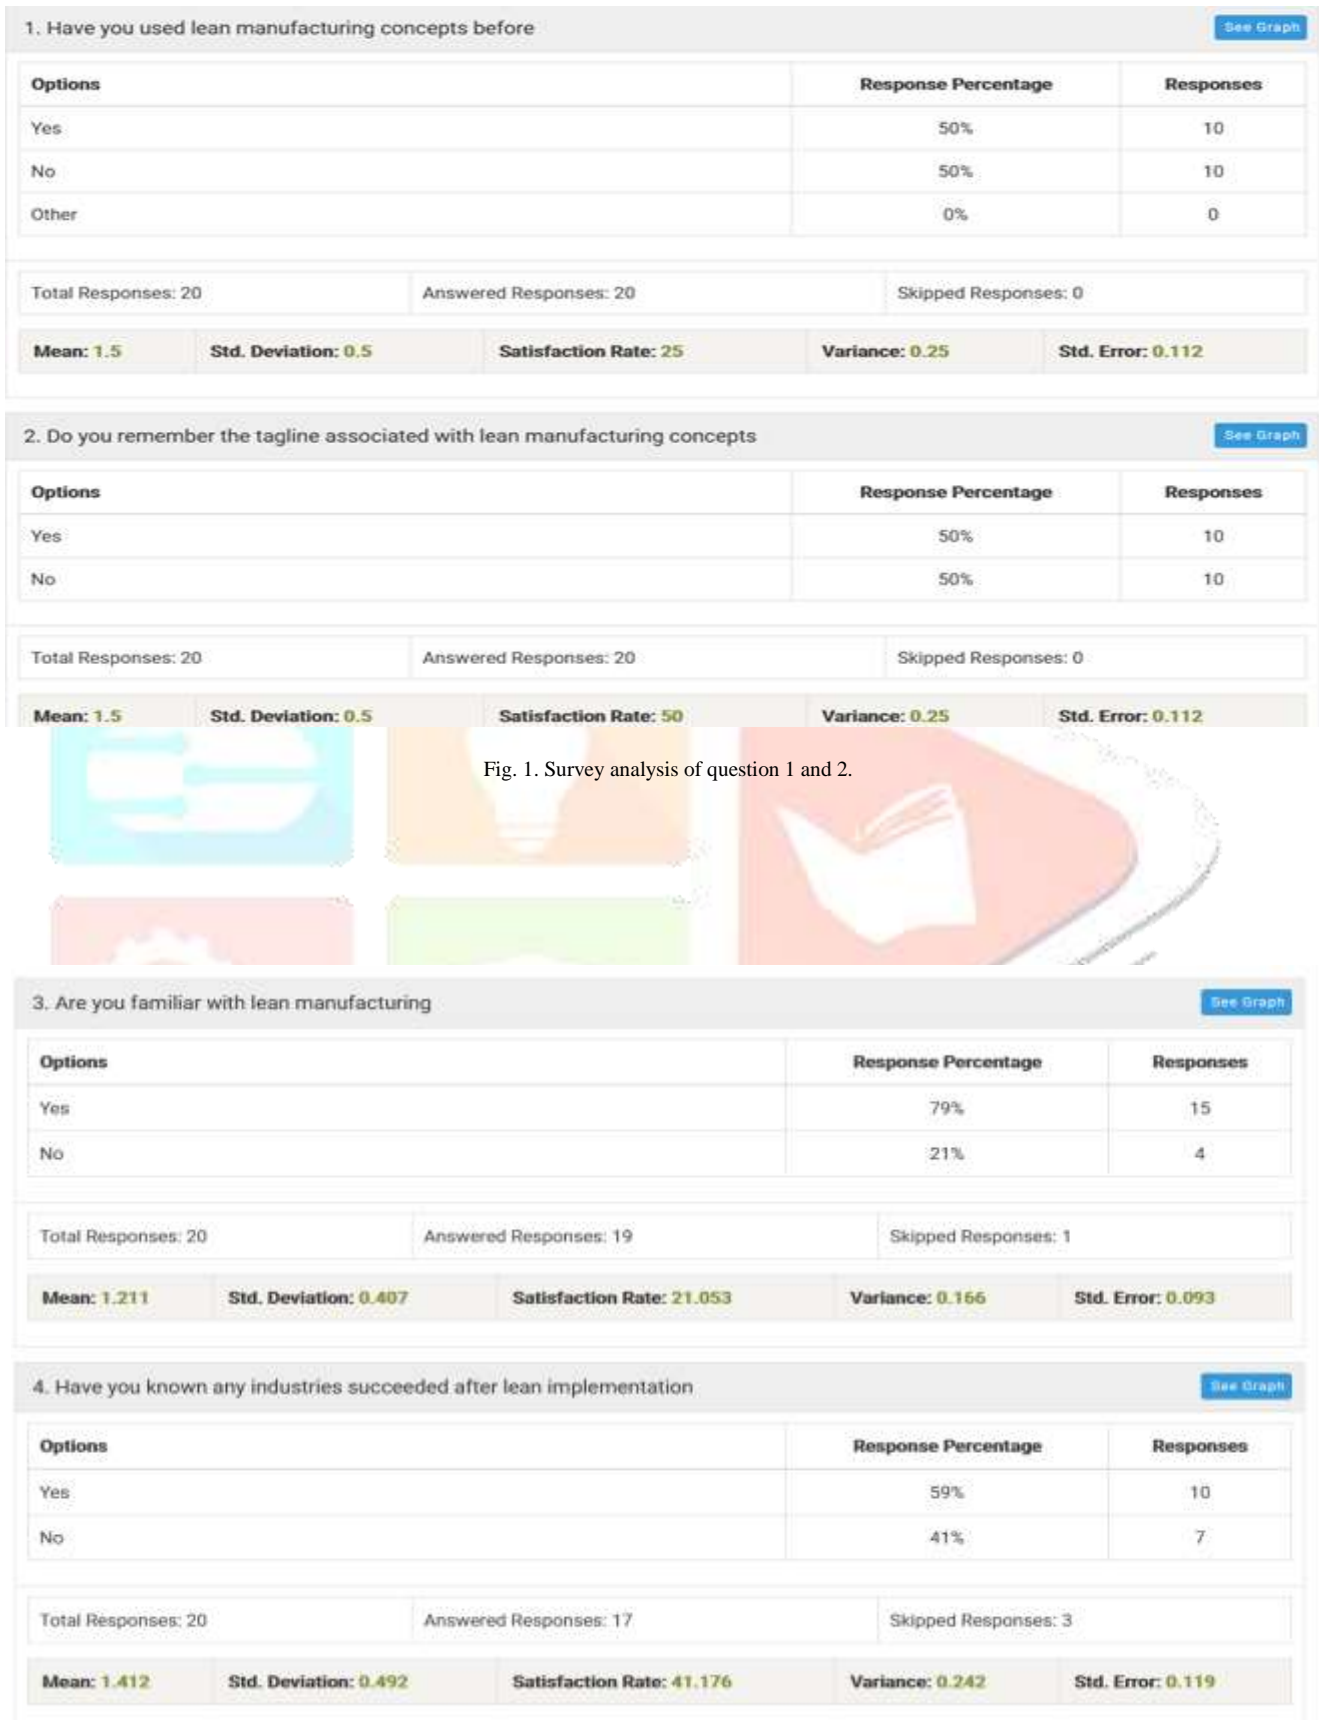 1. Have you used lean manufacturing concepts before See Graph
Options Response Percentage Responses
Yes 50% 10
No 50% 10
Other 0% 0
Total Responses: 20 Answered Responses: 20 Skipped Responses: 0
Mean: 1.5 Std. Deviation: 0.5 Satisfaction Rate: 25 Variance: 0.25 Std. Error: 0.112
2. Do you remember the tagline associated with lean manufacturing concepts See Graph
Options Response Percentage Responses
Yes 50% 10
No 50% 10
Total Responses: 20 Answered Responses: 20 Skipped Responses: 0
Mean: 1.5 Std. Deviation: 0.5 Satisfaction Rate: 50 Variance: 0.25 Std. Error: 0.112
Fig. 1. Survey analysis of question 1 and 2.
3. Are you familiar with lean manufacturing See Graph
Options Response Percentage Responses
Yes 79% 15
No 21% 4
Total Responses: 20 Answered Responses: 19 Skipped Responses: 1
Mean: 1.211 Std. Deviation: 0.407 Satisfaction Rate: 21.053 Variance: 0.166 Std. Error: 0.093
4. Have you known any industries succeeded after lean implementation See Graph
Options Response Percentage Responses
Yes 59% 10
No 41% 7
Total Responses: 20 Answered Responses: 17 Skipped Responses: 3
Mean: 1.412 Std. Deviation: 0.492 Satisfaction Rate: 41.176 Variance: 0.242 Std. Error: 0.119